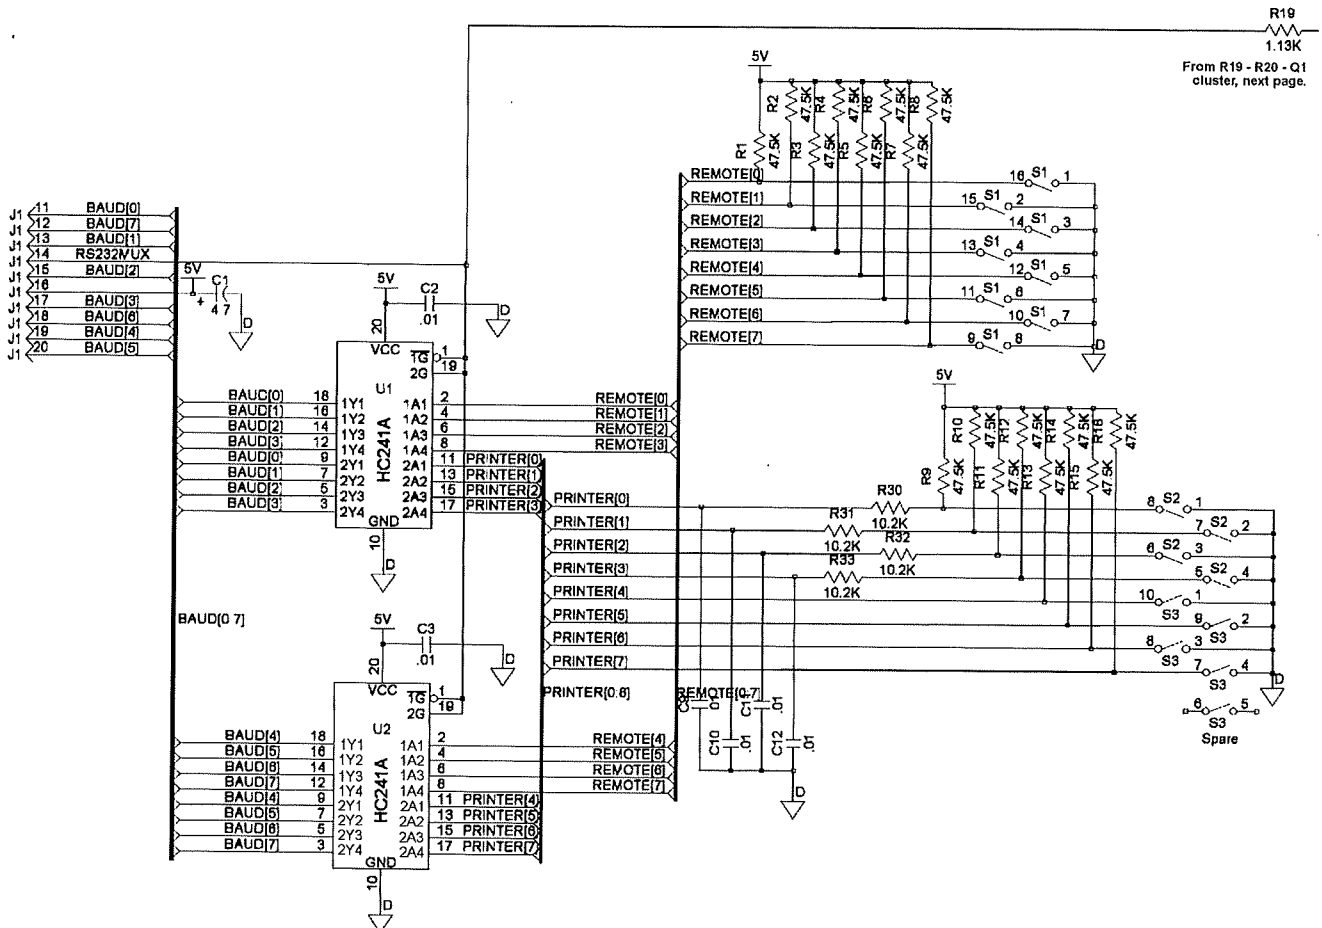 R19
1.13K
From R19 - R20 - Q1
cluster, next page.
5V
R2
47.5K
R4
47.5K
R6
47.5K
R8
47.5K
R1
47.5K
R3
47.5K
R5
47.5K
R7
47.5K
REMOTE[0]
16 S1 1
REMOTE[1]
15 S1 2
REMOTE[2]
14 S1 3
REMOTE[3]
13 S1 4
REMOTE[4]
12 S1 5
REMOTE[5]
11 S1 6
REMOTE[6]
10 S1 7
REMOTE[7]
9 S1 8
D
J1 11 BAUD[0]
J1 12 BAUD[7]
J1 13 BAUD[1]
J1 14 RS232MUX
J1 15 BAUD[2]
J1 16
J1 17 BAUD[3]
J1 18 BAUD[6]
J1 19 BAUD[4]
J1 20 BAUD[5]
5V
C1
+ 4 7
D
5V
C2
.01
D
20
VCC
1G 1
2G 19
U1
HC241A
BAUD[0] 18 1Y1 1A1 2 REMOTE[0]
BAUD[1] 16 1Y2 1A2 4 REMOTE[1]
BAUD[2] 14 1Y3 1A3 6 REMOTE[2]
BAUD[3] 12 1Y4 1A4 8 REMOTE[3]
BAUD[0] 9 2Y1 2A1 11 PRINTER[0]
BAUD[1] 7 2Y2 2A2 13 PRINTER[1]
BAUD[2] 5 2Y3 2A3 15 PRINTER[2]
BAUD[3] 3 2Y4 2A4 17 PRINTER[3]
GND
10
D
5V
R10
47.5K
R12
47.5K
R14
47.5K
R16
47.5K
R9
47.5K
R11
47.5K
R13
47.5K
R15
47.5K
PRINTER[0]
R30
10.2K
8 S2 1
PRINTER[1]
R31
10.2K
7 S2 2
PRINTER[2]
R32
10.2K
6 S2 3
PRINTER[3]
R33
10.2K
5 S2 4
PRINTER[4]
10 S3 1
PRINTER[5]
9 S3 2
PRINTER[6]
8 S3 3
PRINTER[7]
7 S3 4
D
6 S3 5
Spare
BAUD[0 7]
PRINTER[0:8]
REMOTE[0-7]
.01
C10
.01
C11
.01
C12
.01
D
5V
C3
.01
D
20
VCC
1G 1
2G 19
U2
HC241A
BAUD[4] 18 1Y1 1A1 2 REMOTE[4]
BAUD[5] 16 1Y2 1A2 4 REMOTE[5]
BAUD[6] 14 1Y3 1A3 6 REMOTE[6]
BAUD[7] 12 1Y4 1A4 8 REMOTE[7]
BAUD[4] 9 2Y1 2A1 11 PRINTER[4]
BAUD[5] 7 2Y2 2A2 13 PRINTER[5]
BAUD[6] 5 2Y3 2A3 15 PRINTER[6]
BAUD[7] 3 2Y4 2A4 17 PRINTER[7]
GND
10
D